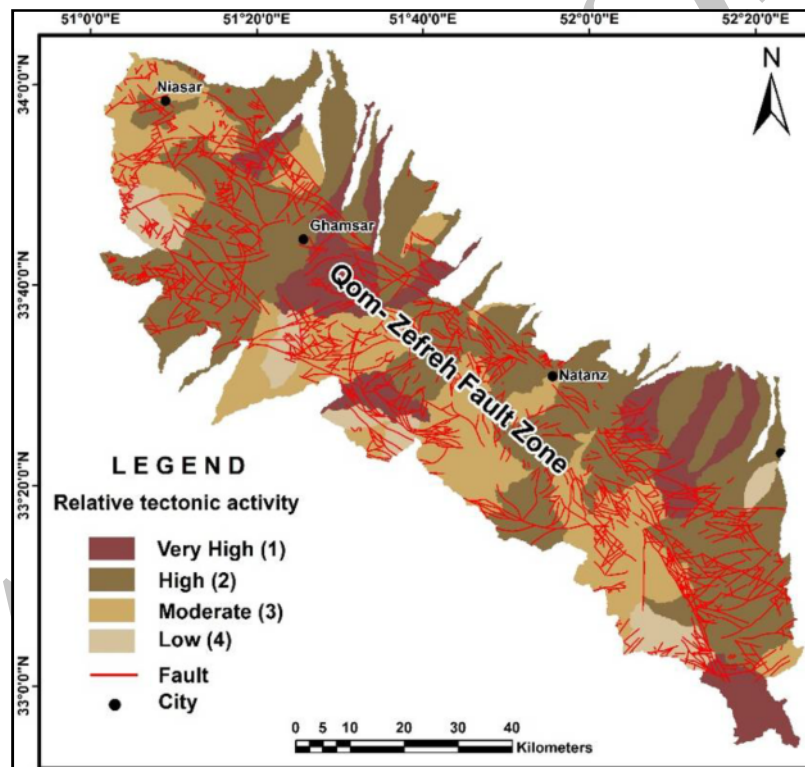 51°0'0"E 51°20'0"E 51°40'0"E 52°0'0"E 52°20'0"E
34°0'0"N
33°40'0"N
33°20'0"N
33°0'0"N
N
Niasar
Ghamsar
Qom- Zefreh Fault Zone
Natanz
LEGEND
Relative tectonic activity
Very High (1)
High (2)
Moderate (3)
Low (4)
Fault
City
0 5 10 20 30 40
Kilometers